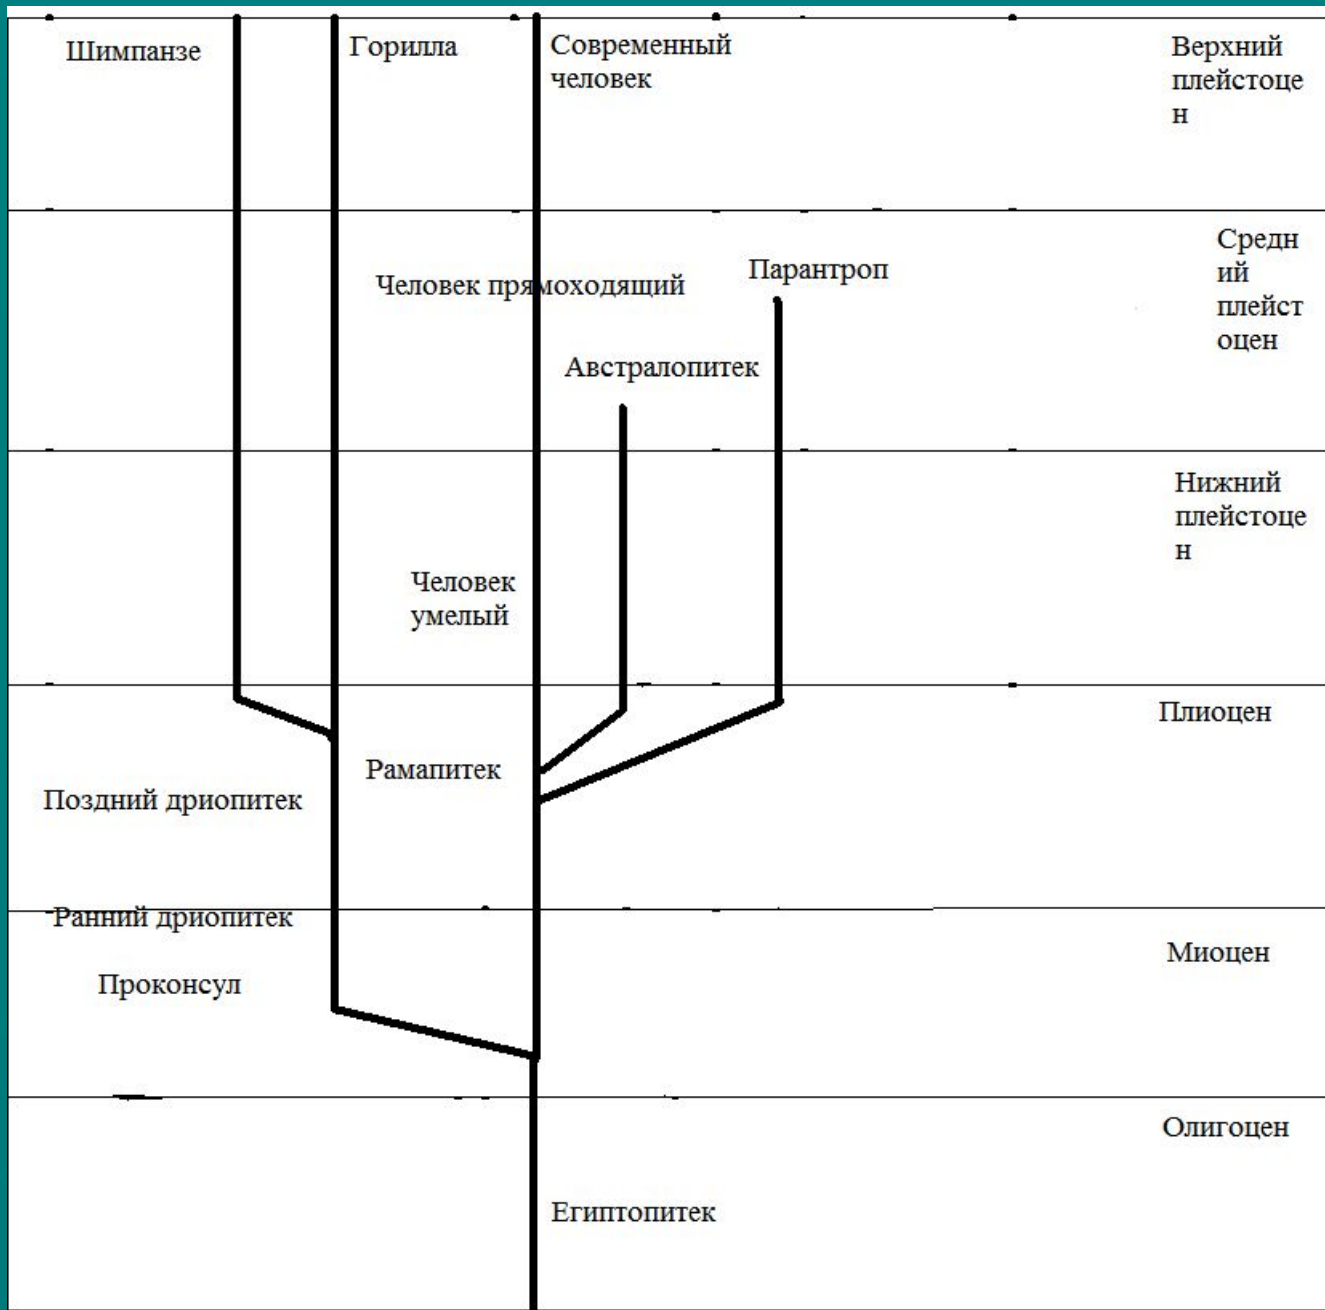 Шимпанзе
Горилла
Современный
человек
Верхний
плейстоце
н
Средн
ий
плейст
оцен
Человек прямоходящий
Парантроп
Австралопитек
Нижний
плейстоце
н
Человек
умелый
Плиоцен
Рамапитек
Поздний дриопитек
Ранний дриопитек
Миоцен
Проконсул
Олигоцен
Египтопитек